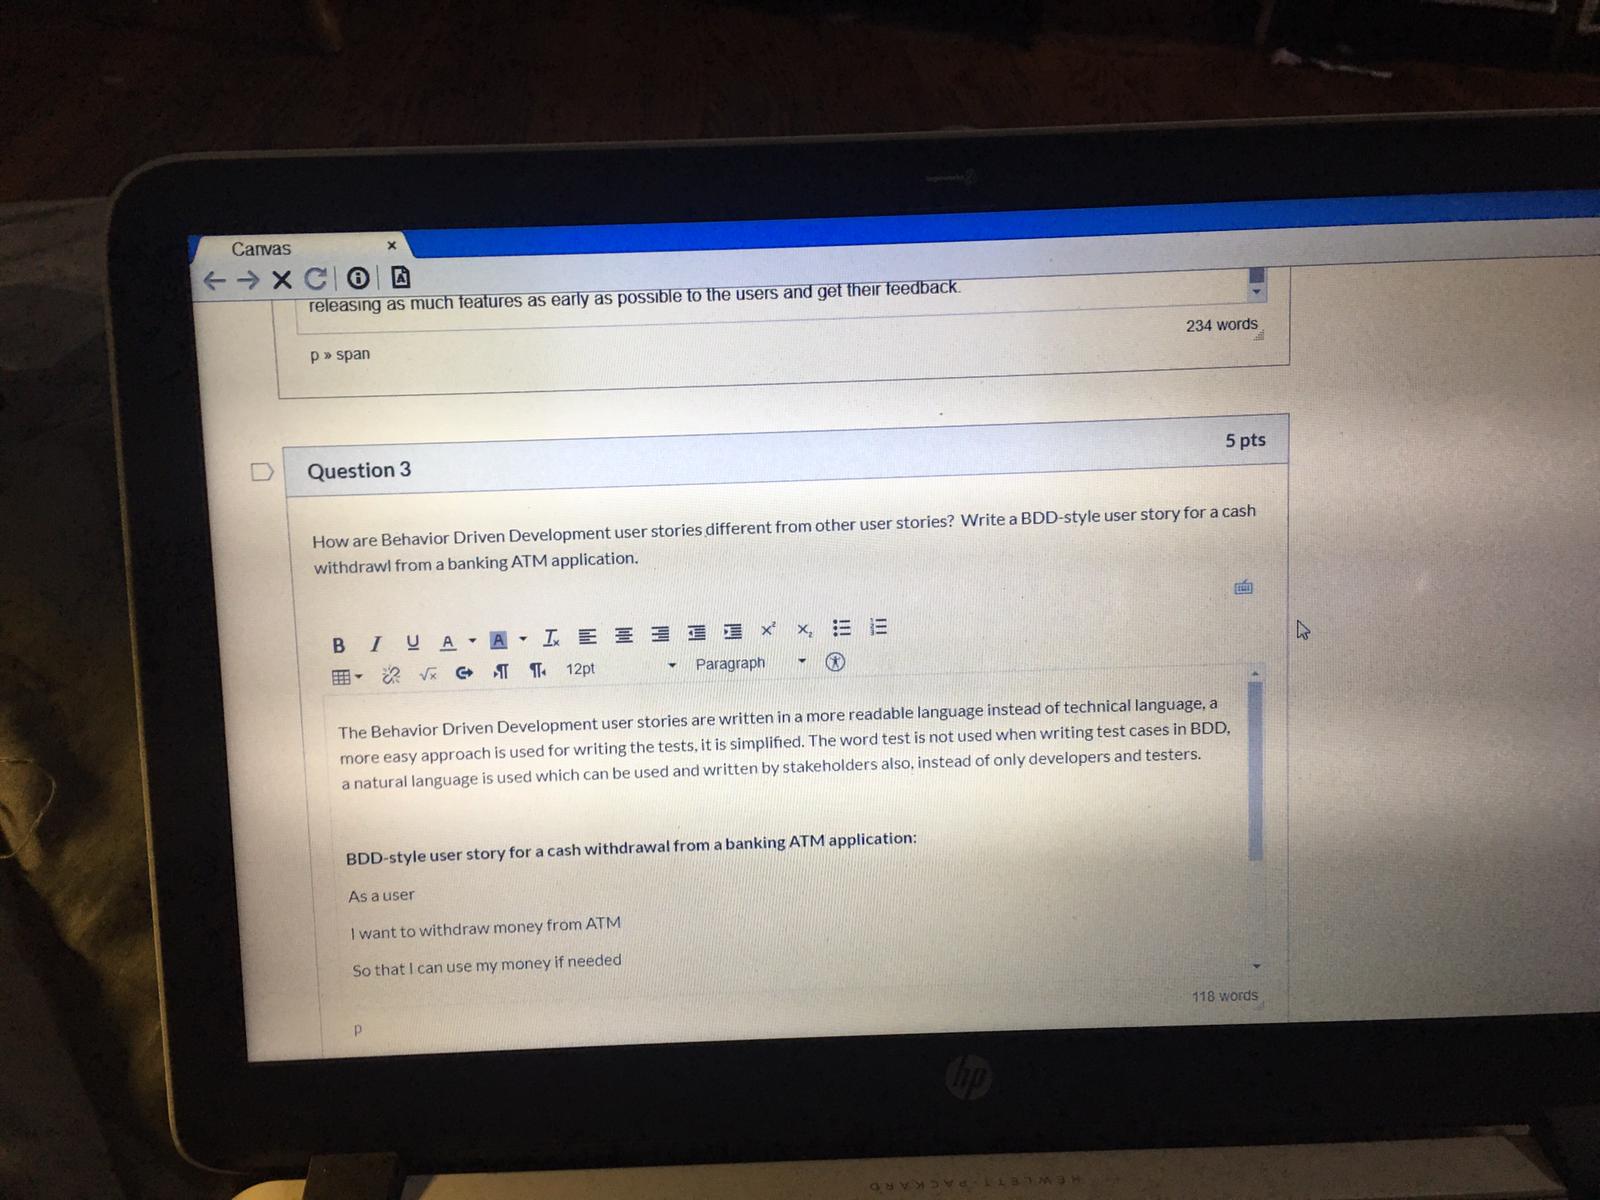 Canvas
releasing as much features as early as possible to the users and get their feedback.
234 words
p » span
Question 3
5 pts
How are Behavior Driven Development user stories different from other user stories? Write a BDD-style user story for a cash
withdrawl from a banking ATM application.
B I U A A Tx x² x₂
√x 12pt Paragraph
The Behavior Driven Development user stories are written in a more readable language instead of technical language, a
more easy approach is used for writing the tests, it is simplified. The word test is not used when writing test cases in BDD,
a natural language is used which can be used and written by stakeholders also, instead of only developers and testers.
BDD-style user story for a cash withdrawal from a banking ATM application:
As a user
I want to withdraw money from ATM
So that I can use my money if needed
118 words
p
hp
HEWLETT-PACKARD